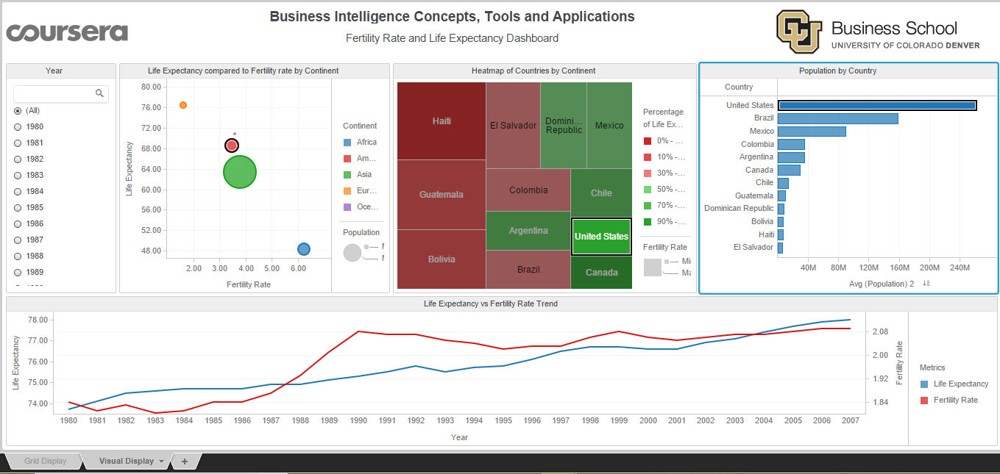 coursera
Business Intelligence Concepts, Tools and Applications
Fertility Rate and Life Expectancy Dashboard
CU
Business School
UNIVERSITY OF COLORADO DENVER
Year
(All)
1980
1981
1982
1983
1984
1985
1986
1987
1988
1989
Life Expectancy compared to Fertility rate by Continent
80.00
76.00
72.00
68.00
64.00
60.00
56.00
52.00
48.00
Life Expectancy
2.00 3.00 4.00 5.00 6.00
Fertility Rate
Continent
Africa
Am...
Asia
Eur...
Oce...
Population
Heatmap of Countries by Continent
Haiti
Guatemala
Bolivia
El Salvador
Domini...
Republic
Mexico
Colombia
Chile
Argentina
United States
Brazil
Canada
Percentage
of Life Ex...
0% - ...
10% -...
30% -...
50% -...
70% -...
90% -...
Fertility Rate
Mi
Ma
Population by Country
Country
United States
Brazil
Mexico
Colombia
Argentina
Canada
Chile
Guatemala
Dominican Republic
Bolivia
Haiti
El Salvador
40M 80M 120M 160M 200M 240M
Avg (Population) 2
Life Expectancy vs Fertility Rate Trend
78.00
77.00
76.00
75.00
74.00
Life Expectancy
2.08
2.00
1.92
1.84
Fertility Rate
1980 1981 1982 1983 1984 1985 1986 1987 1988 1989 1990 1991 1992 1993 1994 1995 1996 1997 1998 1999 2000 2001 2002 2003 2004 2005 2006 2007
Year
Metrics
Life Expectancy
Fertility Rate
Grid Display
Visual Display
+